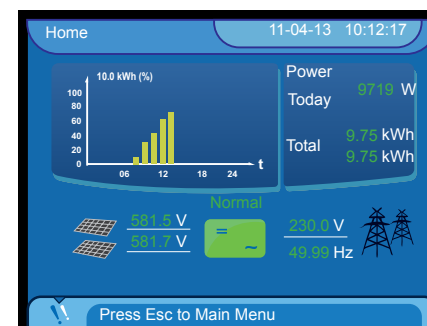 Home 11-04-13 10:12:17
10.0 kWh (%)
100
80
60
40
20
0
06 12 18 24 t
Power 9719 W
Today 9.75 kWh
Total 9.75 kWh
Normal
581.5 V
581.7 V
= ~
230.0 V
49.99 Hz
Press Esc to Main Menu